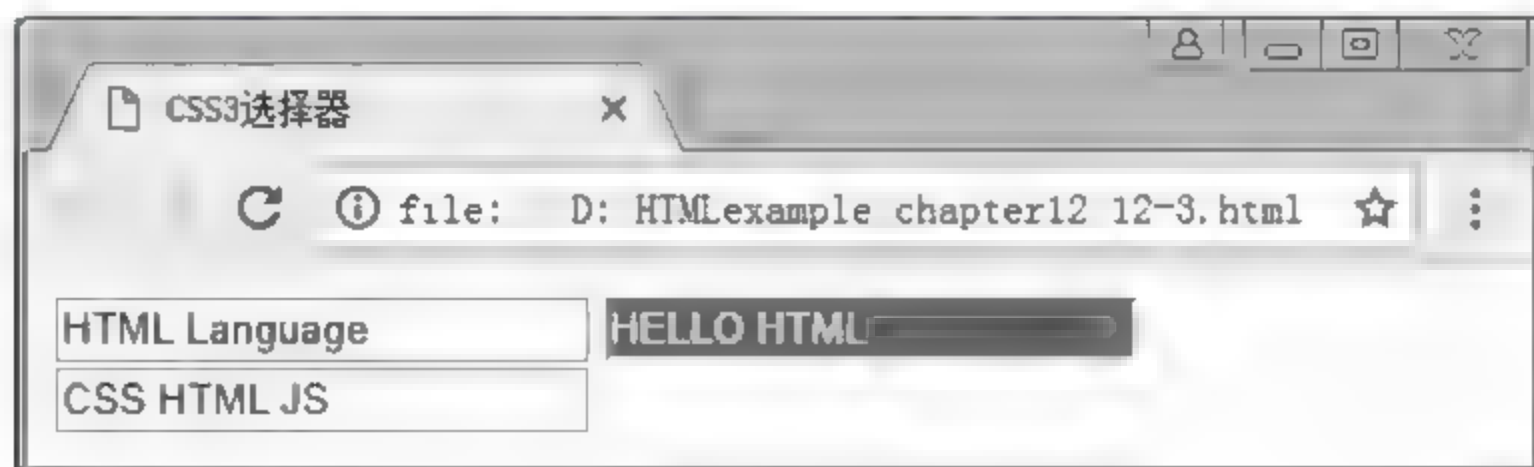 CSS3选择器
file: D: HTMLexample chapter12 12-3.html
HTML Language HELLO HTML
CSS HTML JS